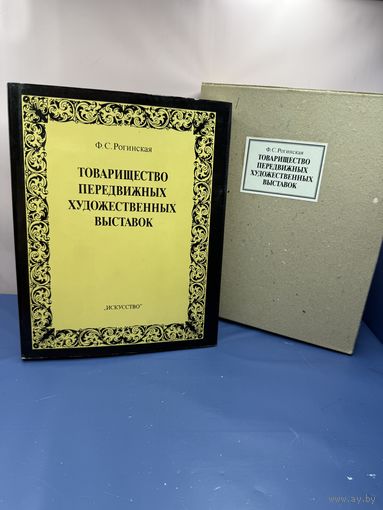 Ф. С. Рогинская
ТОВАРИЩЕСТВО
ПЕРЕДВИЖНЫХ
ХУДОЖЕСТВЕННЫХ
ВЫСТАВОК
„ИСКУССТВО"
Ф. С. Рогинская
ТОВАРИЩЕСТВО
ПЕРЕДВИЖНЫХ
ХУДОЖЕСТВЕННЫХ
ВЫСТАВОК
ay.by